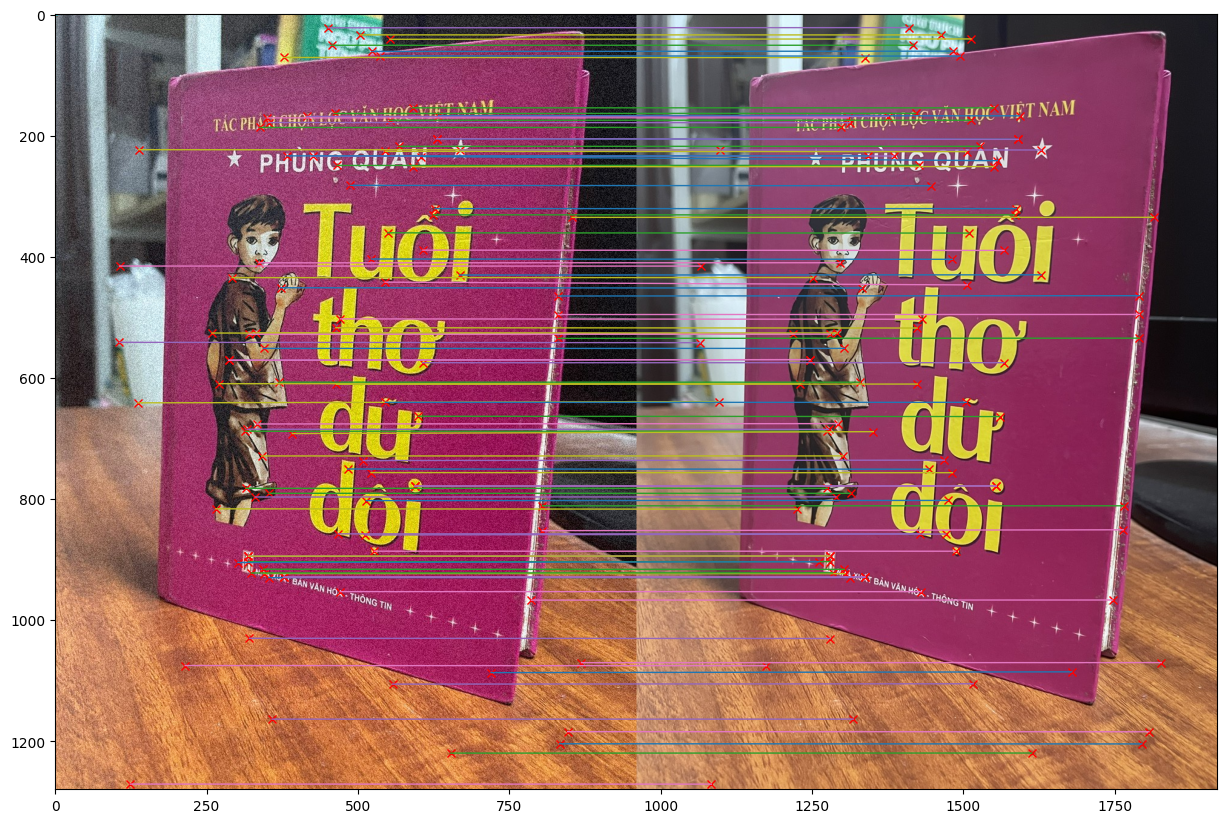 0
200
400
600
800
1000
1200
TÁC PHẨM CHỌN LỌC VĂN HỌC VIỆT NAM
PHÙNG QUÁN
Tuổi
thơ
dữ
dội
XUẤT BẢN VĂN HÓA - THÔNG TIN
TÁC PHẨM CHỌN LỌC VĂN HỌC VIỆT NAM
PHÙNG QUÁN
Tuổi
thơ
dữ
dội
XUẤT BẢN VĂN HÓA - THÔNG TIN
0
250
500
750
1000
1250
1500
1750